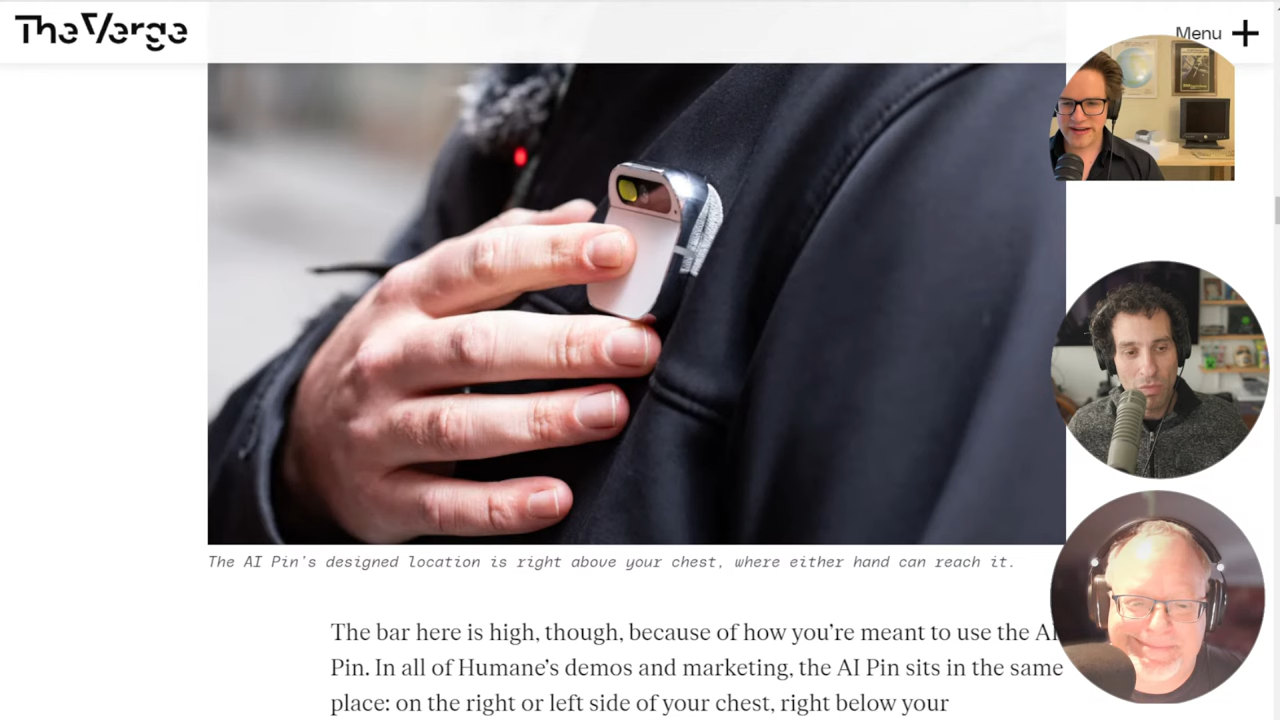 The Verge
Menu
The AI Pin's designed location is right above your chest, where either hand can reach it.
The bar here is high, though, because of how you're meant to use the AI
Pin. In all of Humane's demos and marketing, the AI Pin sits in the same
place: on the right or left side of your chest, right below your